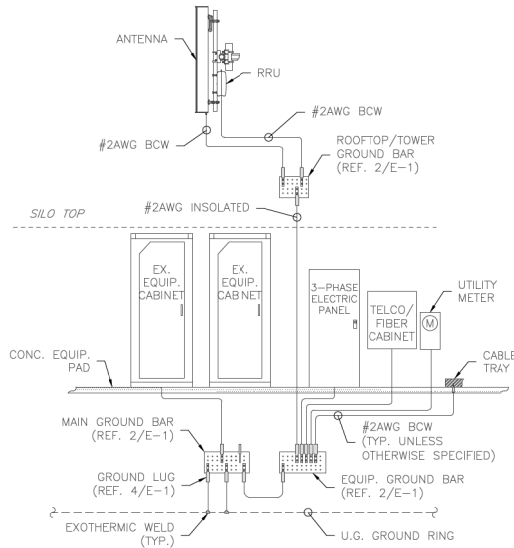 ANTENNA
RRU
#2AWG BCW
#2AWG BCW
ROOFTOP/TOWER
GROUND BAR
(REF. 2/E-1)
#2AWG INSOLATED
SILO TOP
EX.
EQUIP.
CABINET
EX.
EQUIP.
CABINET
3-PHASE
ELECTRIC
PANEL
TELCO/
FIBER
CABINET
UTILITY
METER
M
CONC. EQUIP.
PAD
CABLE
TRAY
MAIN GROUND BAR
(REF. 2/E-1)
#2AWG BCW
(TYP. UNLESS
OTHERWISE SPECIFIED)
GROUND LUG
(REF. 4/E-1)
EQUIP. GROUND BAR
(REF. 2/E-1)
EXOTHERMIC WELD
(TYP.)
U.G. GROUND RING